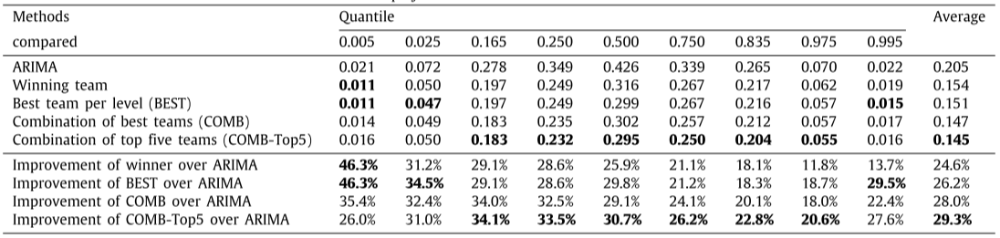 Methods Quantile Average
compared 0.005 0.025 0.165 0.250 0.500 0.750 0.835 0.975 0.995
ARIMA 0.021 0.072 0.278 0.349 0.426 0.339 0.265 0.070 0.022 0.205
Winning team 0.011 0.050 0.197 0.249 0.316 0.267 0.217 0.062 0.019 0.154
Best team per level (BEST) 0.011 0.047 0.197 0.249 0.299 0.267 0.216 0.057 0.015 0.151
Combination of best teams (COMB) 0.014 0.049 0.183 0.235 0.302 0.257 0.212 0.057 0.017 0.147
Combination of top five teams (COMB-Top5) 0.016 0.050 0.183 0.232 0.295 0.250 0.204 0.055 0.016 0.145
Improvement of winner over ARIMA 46.3% 31.2% 29.1% 28.6% 25.9% 21.1% 18.1% 11.8% 13.7% 24.6%
Improvement of BEST over ARIMA 46.3% 34.5% 29.1% 28.6% 29.8% 21.2% 18.3% 18.7% 29.5% 26.2%
Improvement of COMB over ARIMA 35.4% 32.4% 34.0% 32.5% 29.1% 24.1% 20.1% 18.0% 22.4% 28.0%
Improvement of COMB-Top5 over ARIMA 26.0% 31.0% 34.1% 33.5% 30.7% 26.2% 22.8% 20.6% 27.6% 29.3%